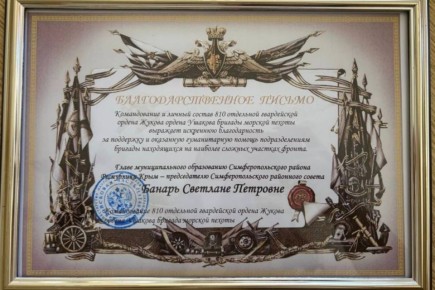 БЛАГОДАРСТВЕННОЕ ПИСЬМО
Командование и личный состав 810 отдельной гвардейской
ордена Жукова ордена Ушакова бригады морской пехоты
выражает искреннюю благодарность
за поддержку и оказанную гуманитарную помощь подразделениям
бригады находящихся на наиболее сложных участках фронта.
Главе муниципального образования Симферопольского района
Республики Крым – председателю Симферопольского районного совета
Банарь Светлане Петровне
Командование 810 отдельной гвардейской ордена Жукова
ордена Ушакова бригады морской пехоты